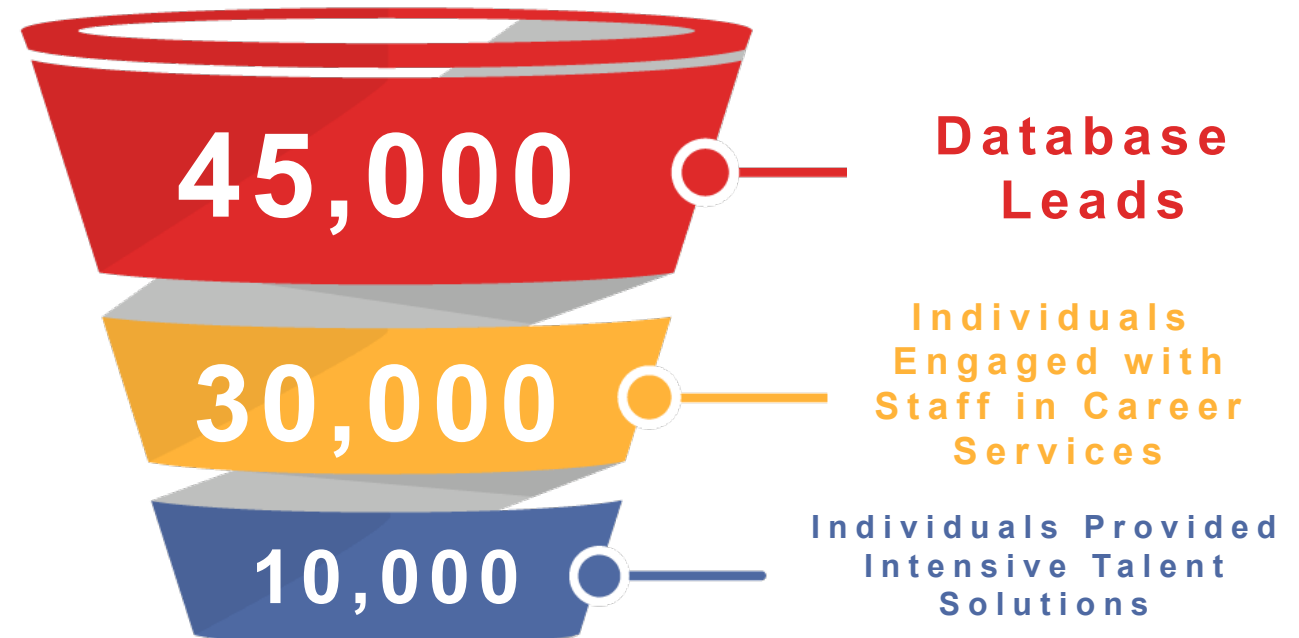 45,000
Database
Leads
30,000
Individuals
Engaged with
Staff in Career
Services
10,000
Individuals Provided
Intensive Talent
Solutions